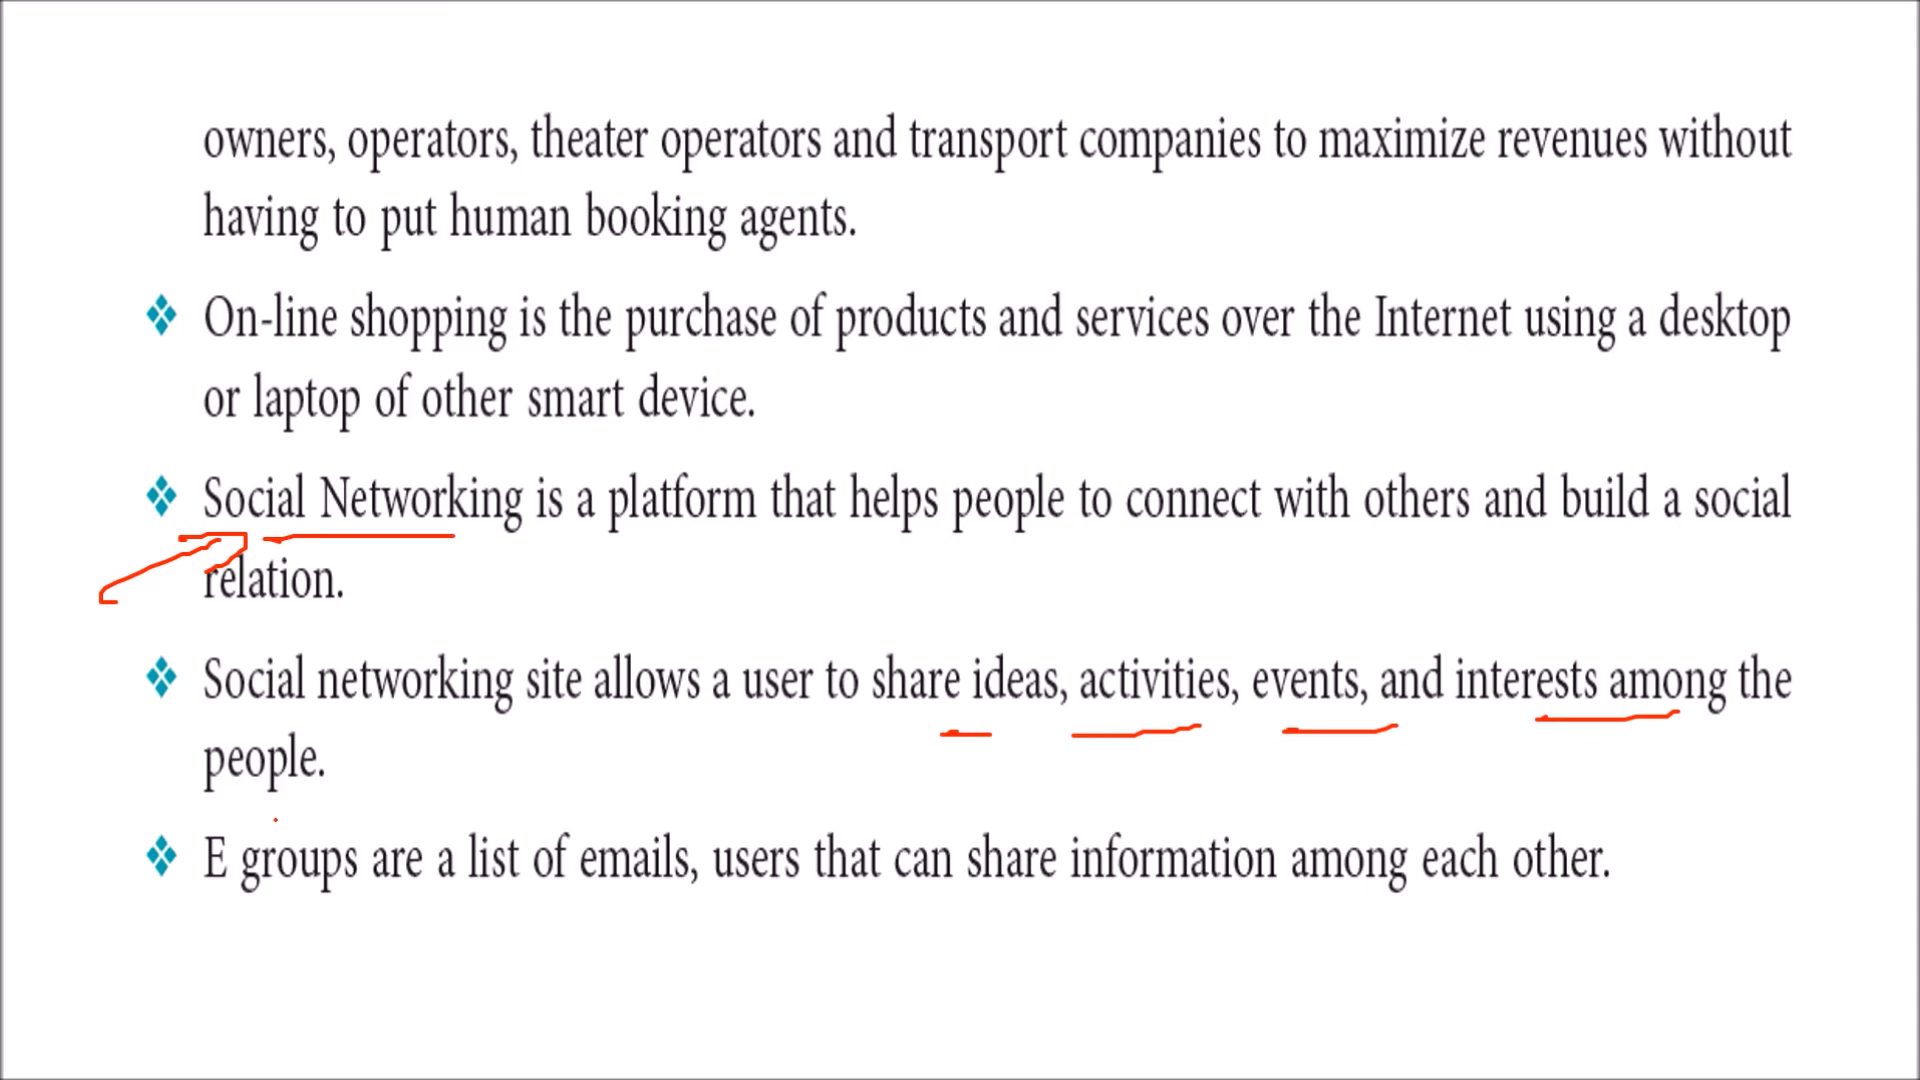 owners, operators, theater operators and transport companies to maximize revenues without
having to put human booking agents.
❖ On-line shopping is the purchase of products and services over the Internet using a desktop
or laptop of other smart device.
❖ Social Networking is a platform that helps people to connect with others and build a social
relation.
❖ Social networking site allows a user to share ideas, activities, events, and interests among the
people.
❖ E groups are a list of emails, users that can share information among each other.